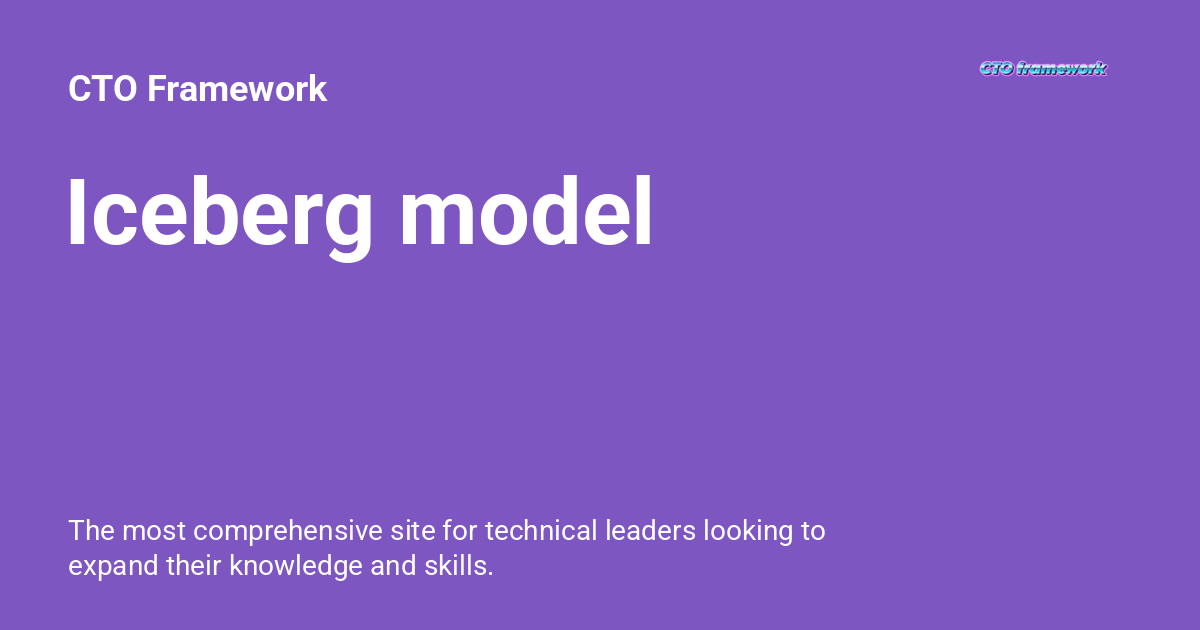 CTO Framework
CTO framework
Iceberg model
The most comprehensive site for technical leaders looking to
expand their knowledge and skills.